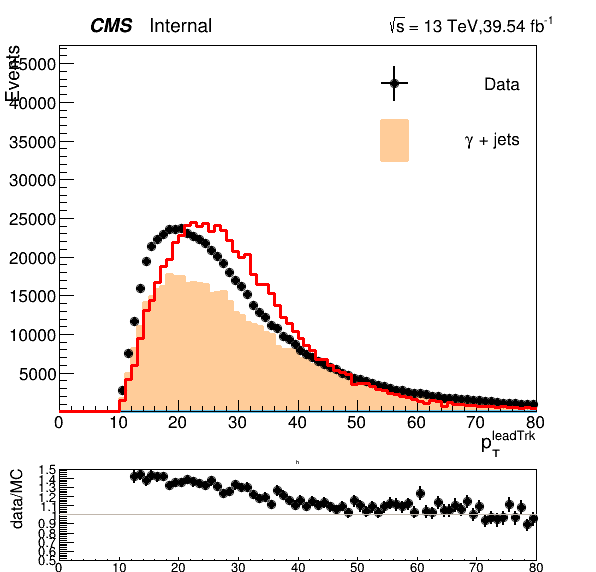 CMS Internal √s = 13 TeV,39.54 fb⁻¹
Events
45000
40000
35000
30000
25000
20000
15000
10000
5000
Data
γ + jets
0 10 20 30 40 50 60 70 80
p_T^leadTrk
h
data/MC
1.5
1.4
1.3
1.2
1.1
1
0.9
0.8
0.7
0.6
0.5
0 10 20 30 40 50 60 70 80